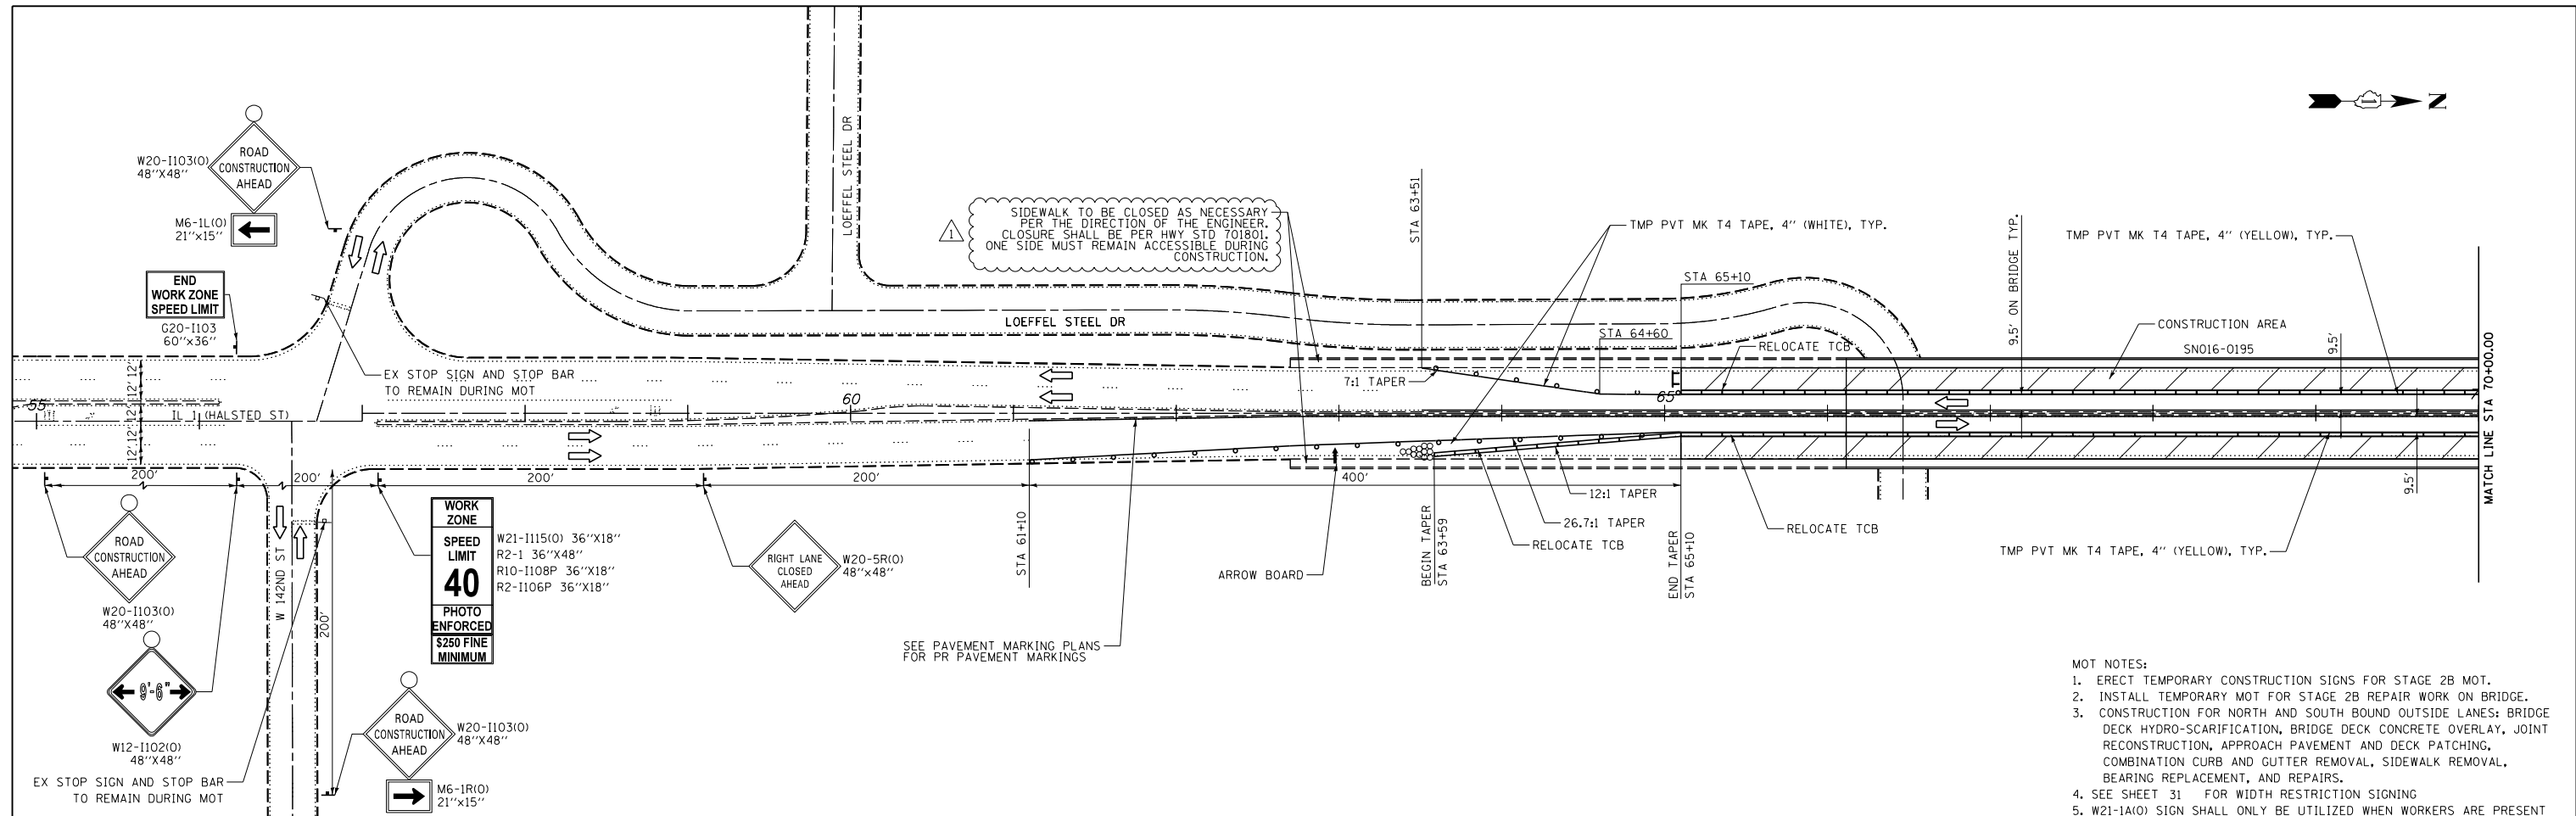 W20-I103(O)
48"X48"
ROAD
CONSTRUCTION
AHEAD
M6-1L(O)
21"x15"
END
WORK ZONE
SPEED LIMIT
G20-I103
60"x36"
LOEFFEL STEEL DR
1
SIDEWALK TO BE CLOSED AS NECESSARY
PER THE DIRECTION OF THE ENGINEER.
CLOSURE SHALL BE PER HWY STD 701801.
ONE SIDE MUST REMAIN ACCESSIBLE DURING
CONSTRUCTION.
STA 63+51
TMP PVT MK T4 TAPE, 4" (WHITE), TYP.
STA 65+10
STA 64+60
9.5' ON BRIDGE TYP.
TMP PVT MK T4 TAPE, 4" (YELLOW), TYP.
Z
LOEFFEL STEEL DR
RELOCATE TCB
CONSTRUCTION AREA
SN016-0195
9.5'
7:1 TAPER
MATCH LINE STA 70+00.00
EX STOP SIGN AND STOP BAR
TO REMAIN DURING MOT
12' 12'
12' 12'
55
IL 1 (HALSTED ST)
60
65
200'
200'
200'
200'
400'
9.5'
ROAD
CONSTRUCTION
AHEAD
W20-I103(O)
48"X48"
9'-6"
W12-I102(O)
48"X48"
EX STOP SIGN AND STOP BAR
TO REMAIN DURING MOT
W 142ND ST
200'
WORK
ZONE
SPEED
LIMIT
40
PHOTO
ENFORCED
$250 FINE
MINIMUM
W21-I115(O) 36"X18"
R2-1 36"X48"
R10-I108P 36"X18"
R2-I106P 36"X18"
ROAD
CONSTRUCTION
AHEAD
W20-I103(O)
48"X48"
M6-1R(O)
21"x15"
RIGHT LANE
CLOSED
AHEAD
W20-5R(O)
48"x48"
STA 61+10
SEE PAVEMENT MARKING PLANS
FOR PR PAVEMENT MARKINGS
ARROW BOARD
BEGIN TAPER
STA 63+59
12:1 TAPER
26.7:1 TAPER
RELOCATE TCB
END TAPER
STA 65+10
RELOCATE TCB
TMP PVT MK T4 TAPE, 4" (YELLOW), TYP.
MOT NOTES:
1. ERECT TEMPORARY CONSTRUCTION SIGNS FOR STAGE 2B MOT.
2. INSTALL TEMPORARY MOT FOR STAGE 2B REPAIR WORK ON BRIDGE.
3. CONSTRUCTION FOR NORTH AND SOUTH BOUND OUTSIDE LANES: BRIDGE
DECK HYDRO-SCARIFICATION, BRIDGE DECK CONCRETE OVERLAY, JOINT
RECONSTRUCTION, APPROACH PAVEMENT AND DECK PATCHING,
COMBINATION CURB AND GUTTER REMOVAL, SIDEWALK REMOVAL,
BEARING REPLACEMENT, AND REPAIRS.
4. SEE SHEET 31 FOR WIDTH RESTRICTION SIGNING
5. W21-1A(O) SIGN SHALL ONLY BE UTILIZED WHEN WORKERS ARE PRESENT